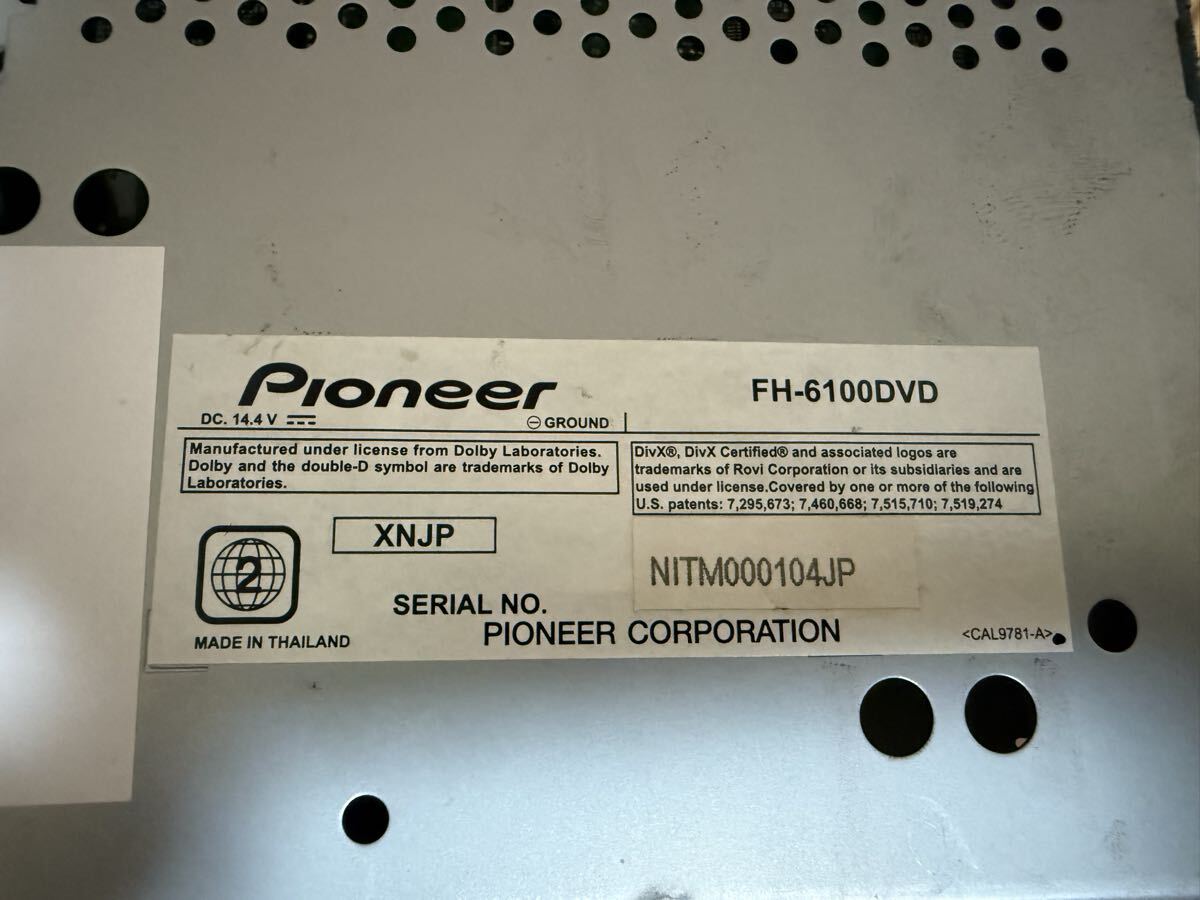 Pioneer
FH-6100DVD
DC. 14.4 V
GROUND
Manufactured under license from Dolby Laboratories.
Dolby and the double-D symbol are trademarks of Dolby
Laboratories.
DivX®, DivX Certified® and associated logos are
trademarks of Rovi Corporation or its subsidiaries and are
used under license.Covered by one or more of the following
U.S. patents: 7,295,673; 7,460,668; 7,515,710; 7,519,274
2
XNJP
NITM000104JP
SERIAL NO.
MADE IN THAILAND
PIONEER CORPORATION
<CAL9781-A>